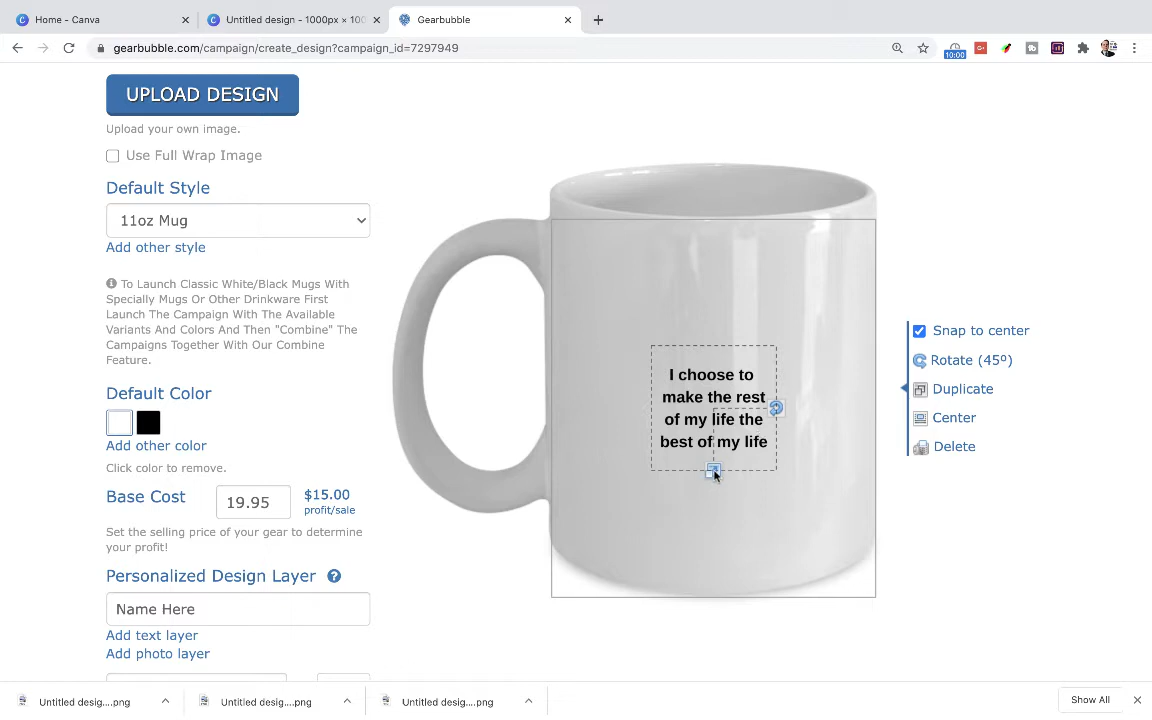 Home - Canva
Untitled design - 1000px × 100
Gearbubble
gearbubble.com/campaign/create_design?campaign_id=7297949
10:00
UPLOAD DESIGN
Upload your own image.
Use Full Wrap Image
Default Style
11oz Mug
Add other style
To Launch Classic White/Black Mugs With
Specialy Mugs Or Other Drinkware First
Launch The Campaign With The Available
Variants And Colors And Then "Combine" The
Campaigns Together With Our Combine
Feature.
Default Color
Add other color
Click color to remove.
Base Cost
19.95
$15.00
profit/sale
Set the selling price of your gear to determine
your profit!
Personalized Design Layer
Name Here
Add text layer
Add photo layer
I choose to
make the rest
of my life the
best of my life
Snap to center
Rotate (45º)
Duplicate
Center
Delete
Untitled desig....png
Untitled desig....png
Untitled desig....png
Show All